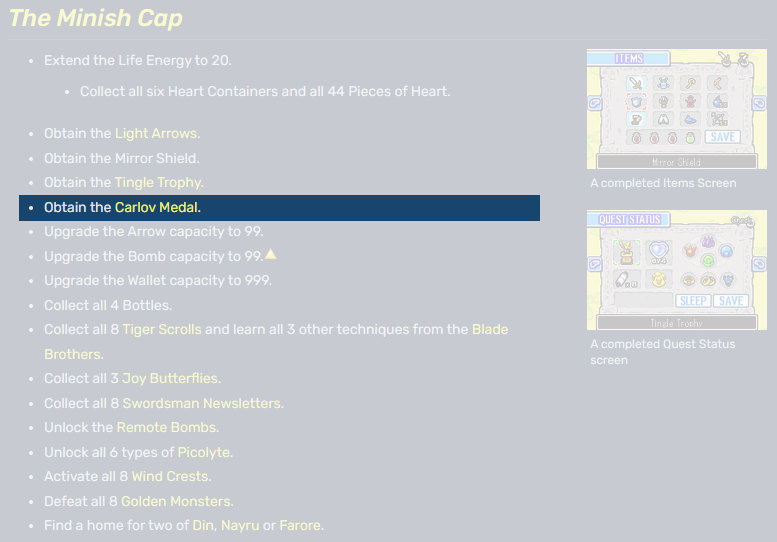 The Minish Cap
Extend the Life Energy to 20.
Collect all six Heart Containers and all 44 Pieces of Heart.
Obtain the Light Arrows.
Obtain the Mirror Shield.
Obtain the Tingle Trophy.
Obtain the Carlov Medal.
Upgrade the Arrow capacity to 99.
Upgrade the Bomb capacity to 99.
Upgrade the Wallet capacity to 999.
Collect all 4 Bottles.
Collect all 8 Tiger Scrolls and learn all 3 other techniques from the Blade
Brothers.
Collect all 3 Joy Butterflies.
Collect all 8 Swordsman Newsletters.
Unlock the Remote Bombs.
Unlock all 6 types of Picolyte.
Activate all 8 Wind Crests.
Defeat all 8 Golden Monsters.
Find a home for two of Din, Nayru or Farore.
ITEMS
SAVE
Mirror Shield
A completed Items Screen
QUEST STATUS
SLEEP SAVE
Tingle Trophy
A completed Quest Status
screen